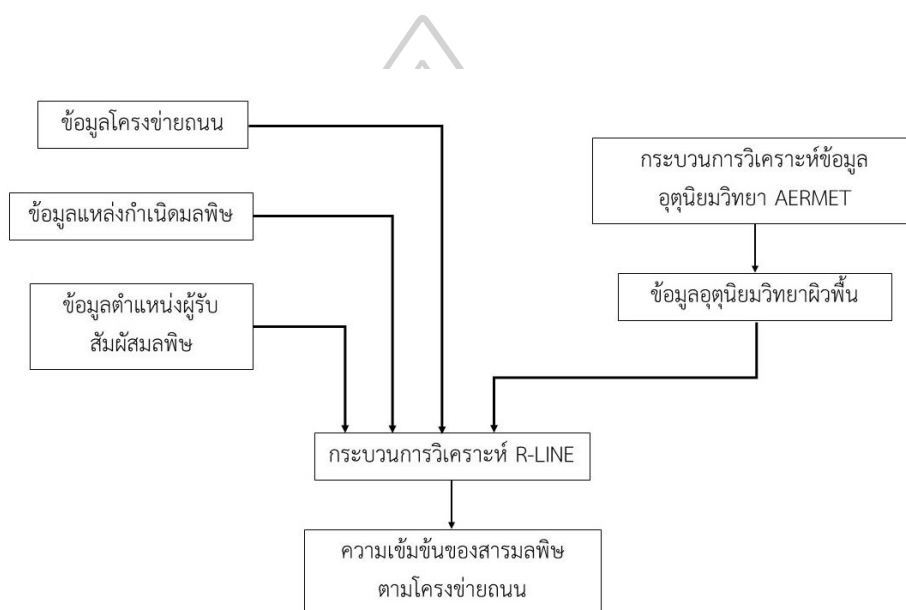 ข้อมูลโครงข่ายถนน
ข้อมูลแหล่งกำเนิดมลพิษ
ข้อมูลตำแหน่งผู้รับ
สัมผัสมลพิษ
กระบวนการวิเคราะห์ข้อมูล
อุตุนิยมวิทยา AERMET
ข้อมูลอุตุนิยมวิทยาผิวพื้น
กระบวนการวิเคราะห์ R-LINE
ความเข้มข้นของสารมลพิษ
ตามโครงข่ายถนน